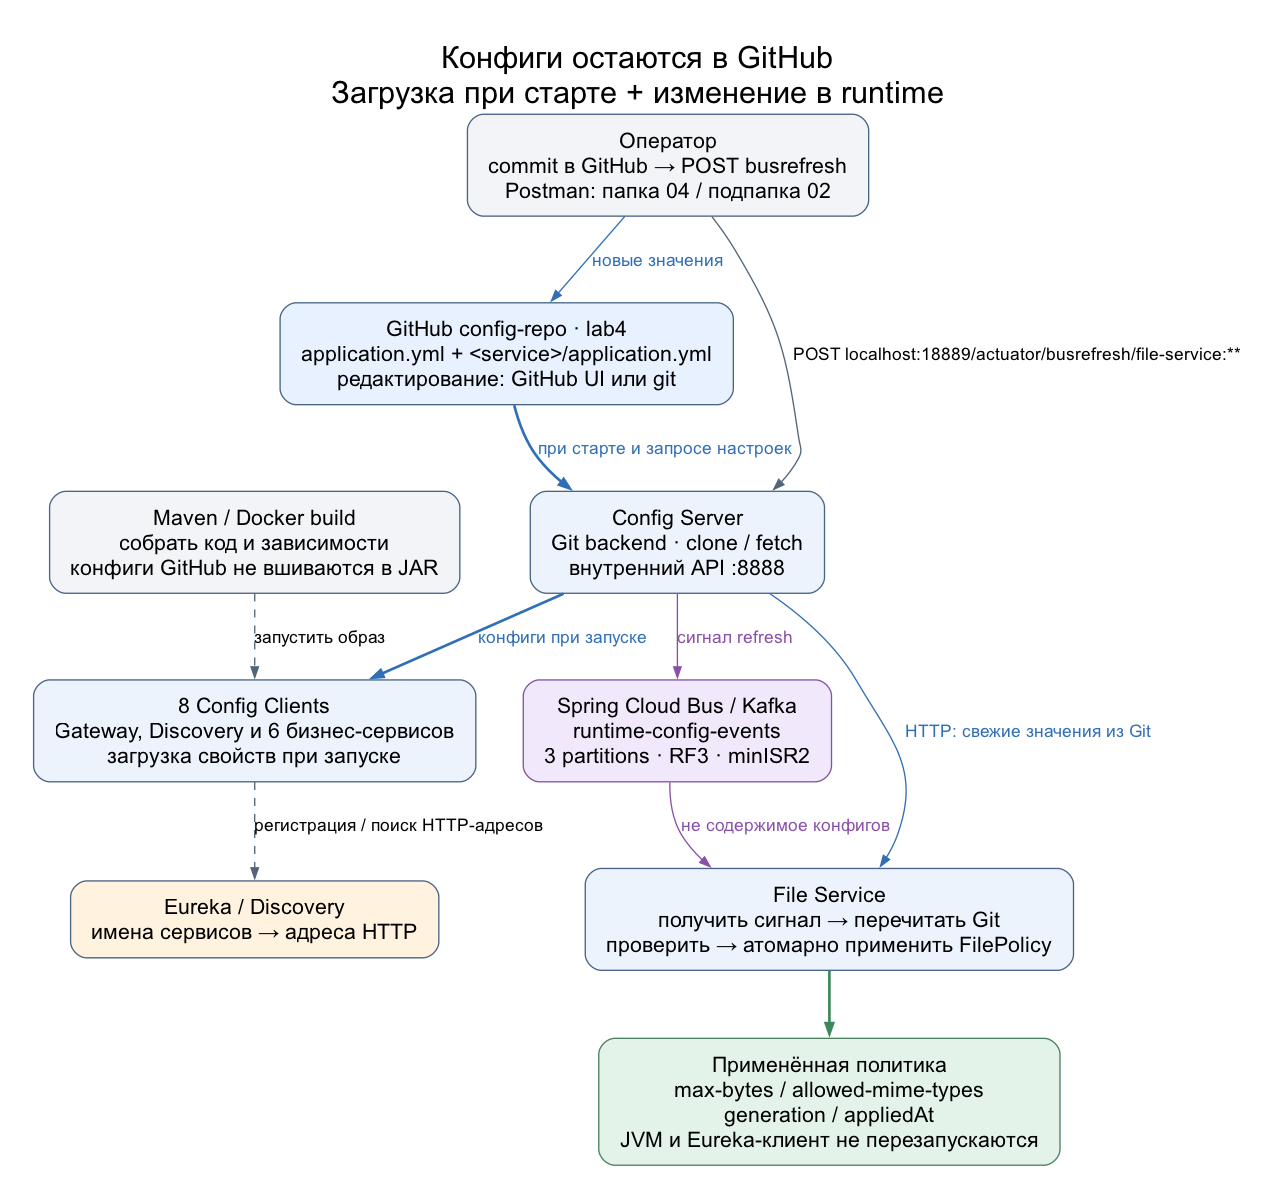 Конфиги остаются в GitHub
Загрузка при старте + изменение в runtime
Оператор
commit в GitHub → POST busrefresh
Postman: папка 04 / подпапка 02
новые значения
GitHub config-repo · lab4
application.yml + <service>/application.yml
редактирование: GitHub UI или git
POST localhost:18889/actuator/busrefresh/file-service:**
при старте и запросе настроек
Maven / Docker build
собрать код и зависимости
конфиги GitHub не вшиваются в JAR
Config Server
Git backend · clone / fetch
внутренний API :8888
запустить образ
конфиги при запуске
сигнал refresh
8 Config Clients
Gateway, Discovery и 6 бизнес-сервисов
загрузка свойств при запуске
Spring Cloud Bus / Kafka
runtime-config-events
3 partitions · RF3 · minISR2
HTTP: свежие значения из Git
регистрация / поиск HTTP-адресов
не содержимое конфигов
Eureka / Discovery
имена сервисов → адреса HTTP
File Service
получить сигнал → перечитать Git
проверить → атомарно применить FilePolicy
Применённая политика
max-bytes / allowed-mime-types
generation / appliedAt
JVM и Eureka-клиент не перезапускаются